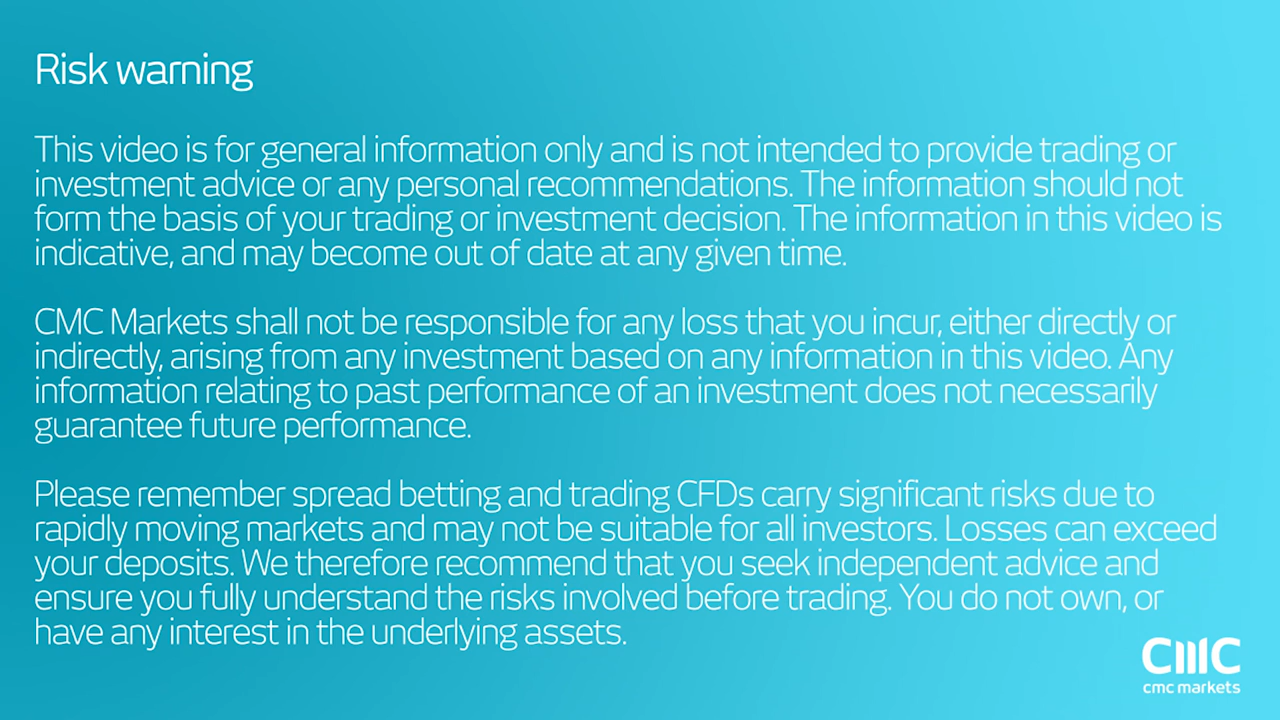 Risk warning
This video is for general information only and is not intended to provide trading or
investment advice or any personal recommendations. The information should not
form the basis of your trading or investment decision. The information in this video is
indicative, and may become out of date at any given time.
CMC Markets shall not be responsible for any loss that you incur, either directly or
indirectly, arising from any investment based on any information in this video. Any
information relating to past performance of an investment does not necessarily
guarantee future performance.
Please remember spread betting and trading CFDs carry significant risks due to
rapidly moving markets and may not be suitable for all investors. Losses can exceed
your deposits. We therefore recommend that you seek independent advice and
ensure you fully understand the risks involved before trading. You do not own, or
have any interest in the underlying assets.
CMC
cmc markets